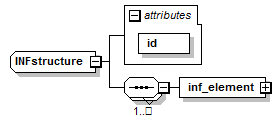 attributes
id
INFstructure
inf_element
1..□